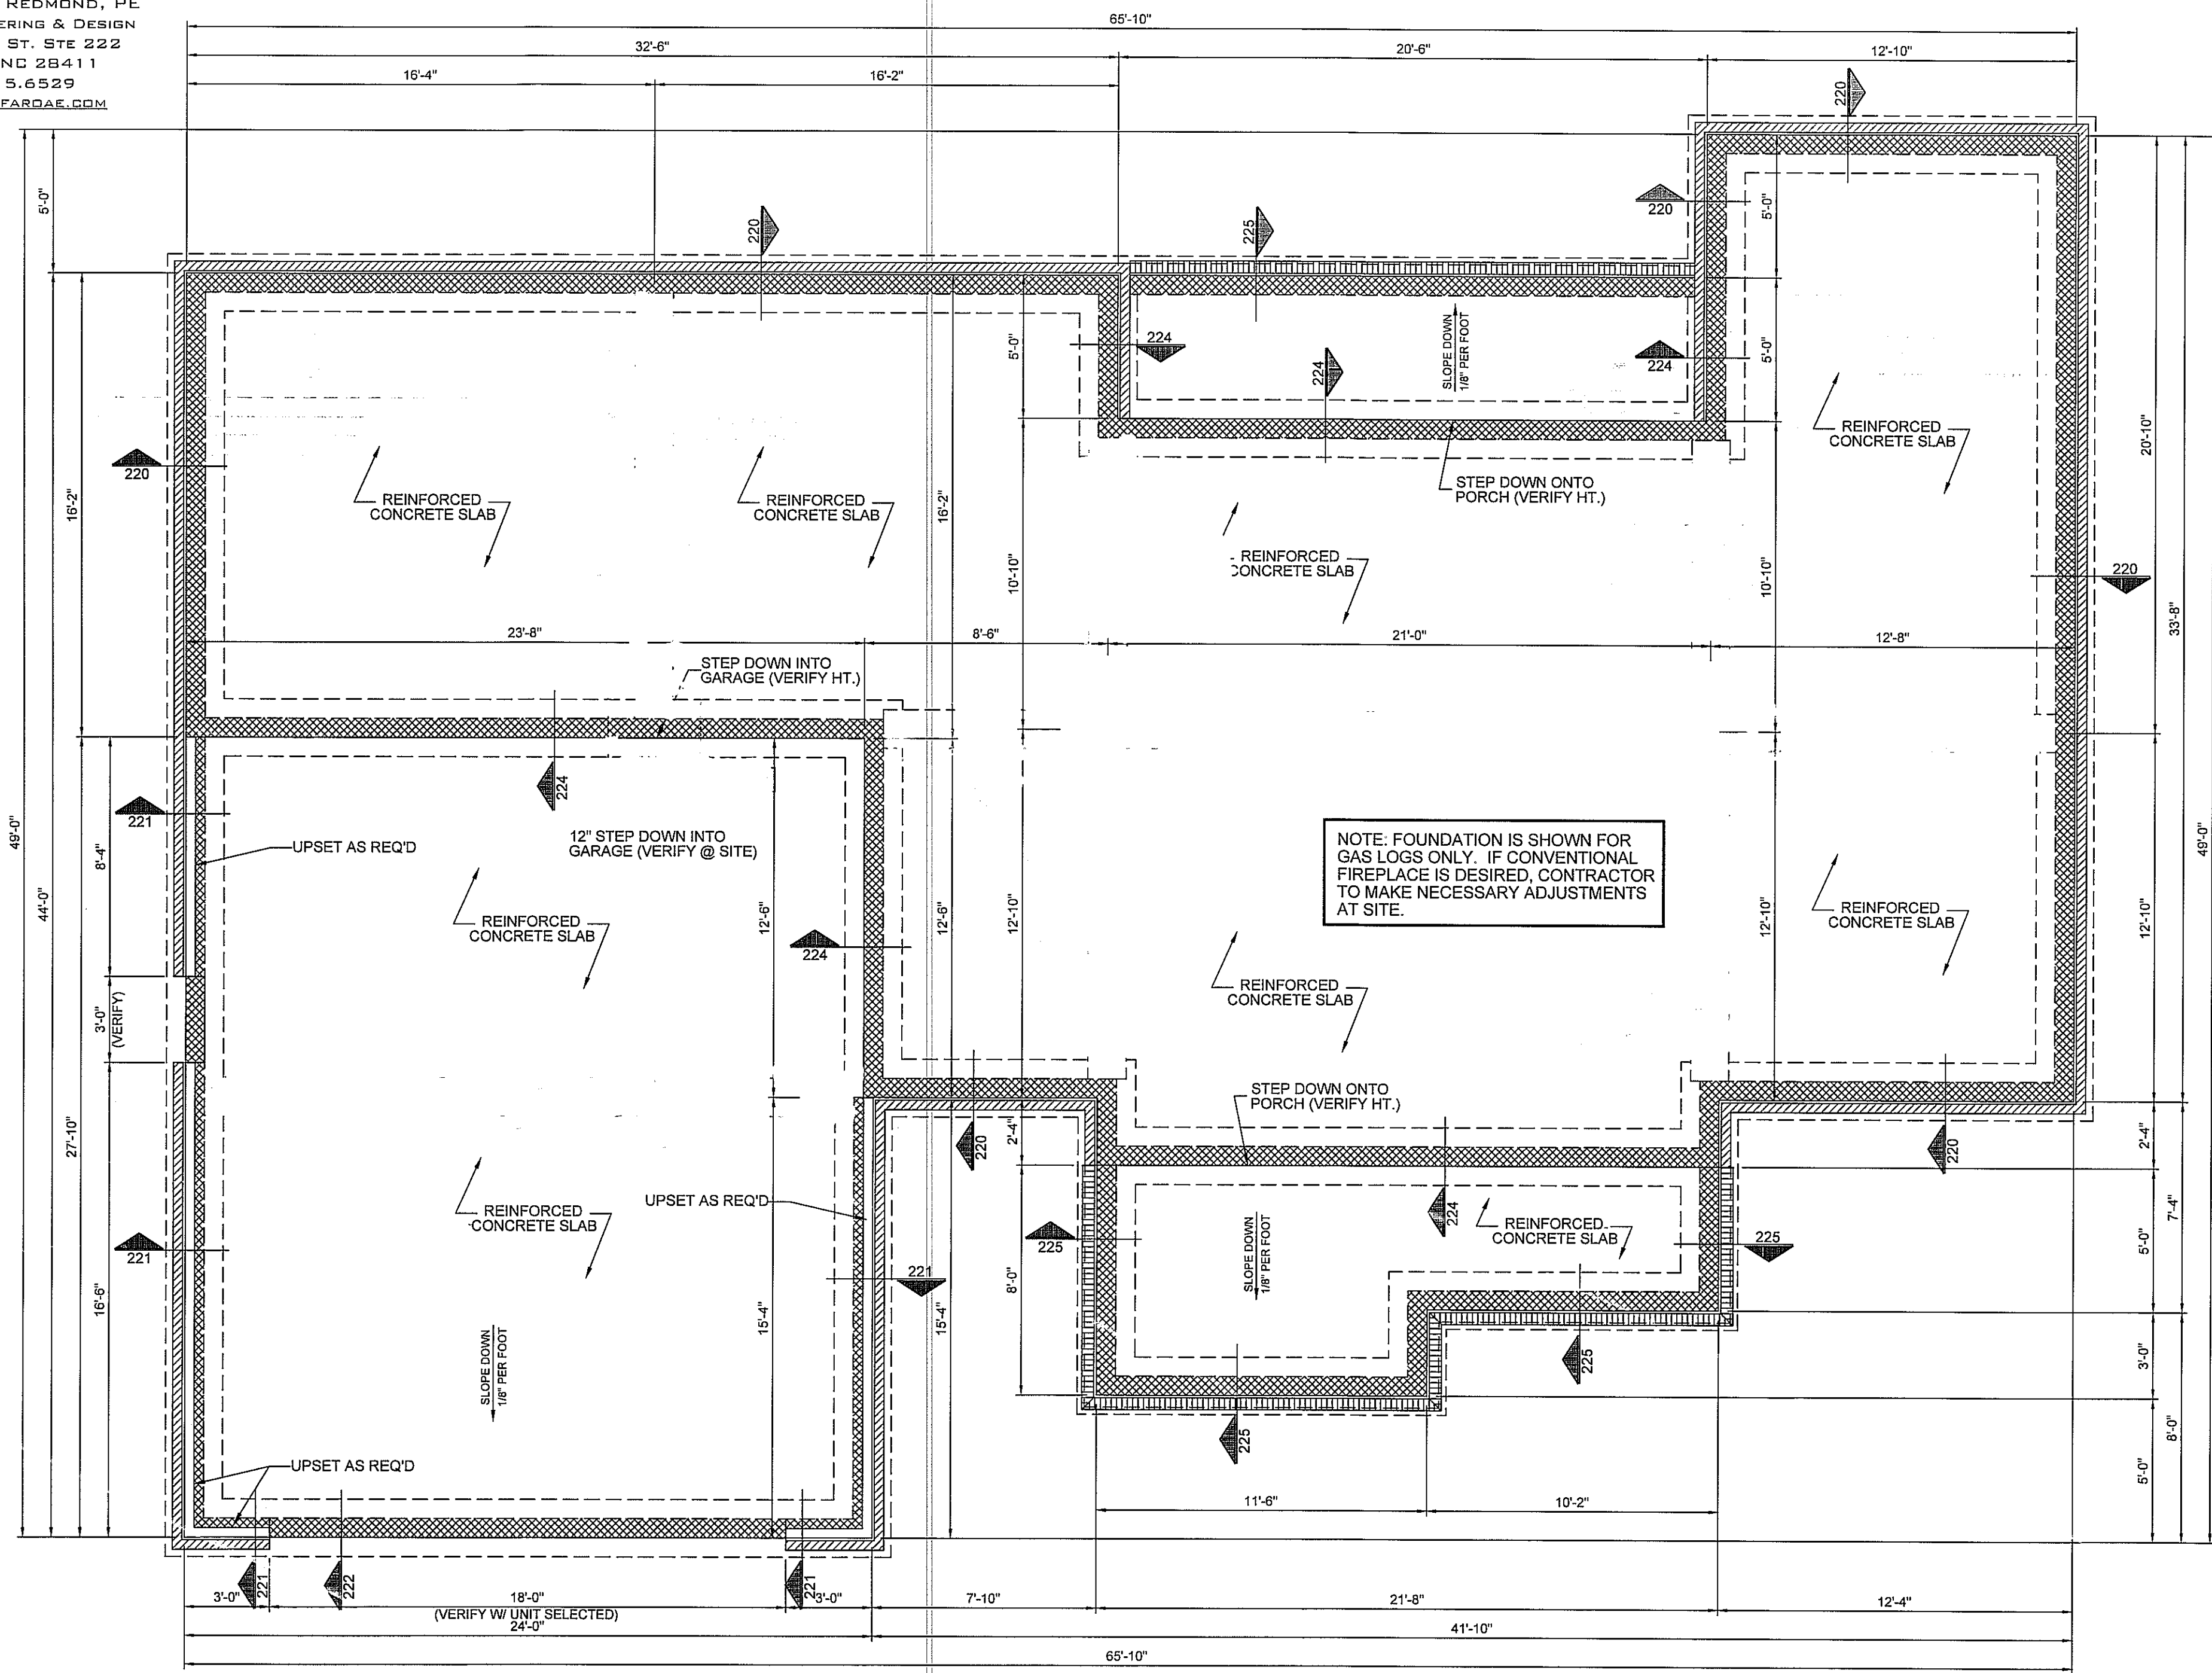 REDMOND, PE
ERING & DESIGN
ST. STE 222
NC 28411
5.6529
FAROAE.COM
65'-10"
32'-6"
20'-6"
12'-10"
16'-4"
16'-2"
220
5'-0"
220
225
220
5'-0"
5'-0"
224
224
224
SLOPE DOWN
1/8" PER FOOT
5'-0"
REINFORCED
CONCRETE SLAB
20'-10"
220
16'-2"
REINFORCED
CONCRETE SLAB
REINFORCED
CONCRETE SLAB
16'-2"
STEP DOWN ONTO
PORCH (VERIFY HT.)
10'-10"
REINFORCED
CONCRETE SLAB
10'-10"
220
33'-8"
23'-8"
8'-6"
21'-0"
12'-8"
STEP DOWN INTO
GARAGE (VERIFY HT.)
224
221
12" STEP DOWN INTO
GARAGE (VERIFY @ SITE)
UPSET AS REQ'D
49'-0"
44'-0"
8'-4"
NOTE: FOUNDATION IS SHOWN FOR
GAS LOGS ONLY. IF CONVENTIONAL
FIREPLACE IS DESIRED, CONTRACTOR
TO MAKE NECESSARY ADJUSTMENTS
AT SITE.
49'-0"
REINFORCED
CONCRETE SLAB
12'-6"
224
12'-6"
12'-10"
12'-10"
REINFORCED
CONCRETE SLAB
12'-10"
3'-0"
(VERIFY)
REINFORCED
CONCRETE SLAB
STEP DOWN ONTO
PORCH (VERIFY HT.)
27'-10"
220
2'-4"
220
2'-4"
REINFORCED
CONCRETE SLAB
UPSET AS REQ'D
221
16'-6"
225
SLOPE DOWN
1/8" PER FOOT
224
REINFORCED
CONCRETE SLAB
225
5'-0"
7'-4"
221
8'-0"
15'-4"
15'-4"
SLOPE DOWN
1/8" PER FOOT
225
225
3'-0"
8'-0"
5'-0"
UPSET AS REQ'D
11'-6"
10'-2"
221
222
221
3'-0"
18'-0"
3'-0"
7'-10"
21'-8"
12'-4"
(VERIFY W/ UNIT SELECTED)
24'-0"
41'-10"
65'-10"